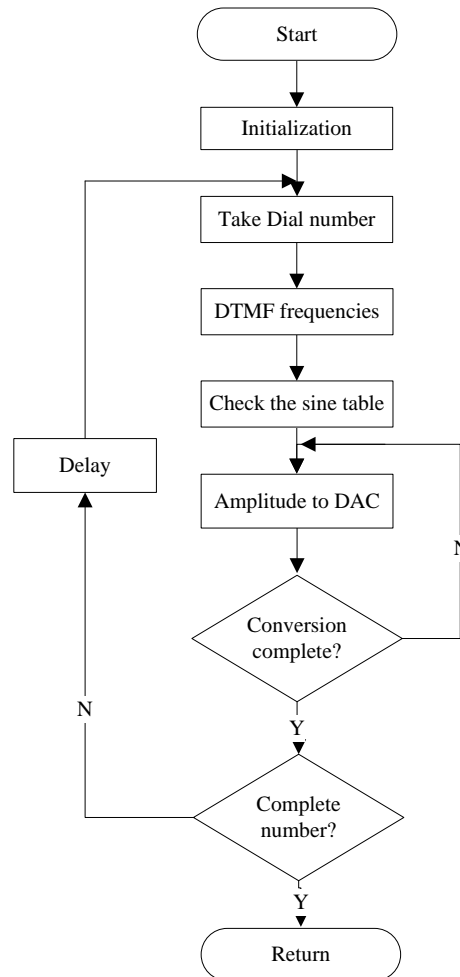 Start
Initialization
Take Dial number
DTMF frequencies
Check the sine table
Delay
Amplitude to DAC
N
Conversion
complete?
N
Y
Complete
number?
Y
Return